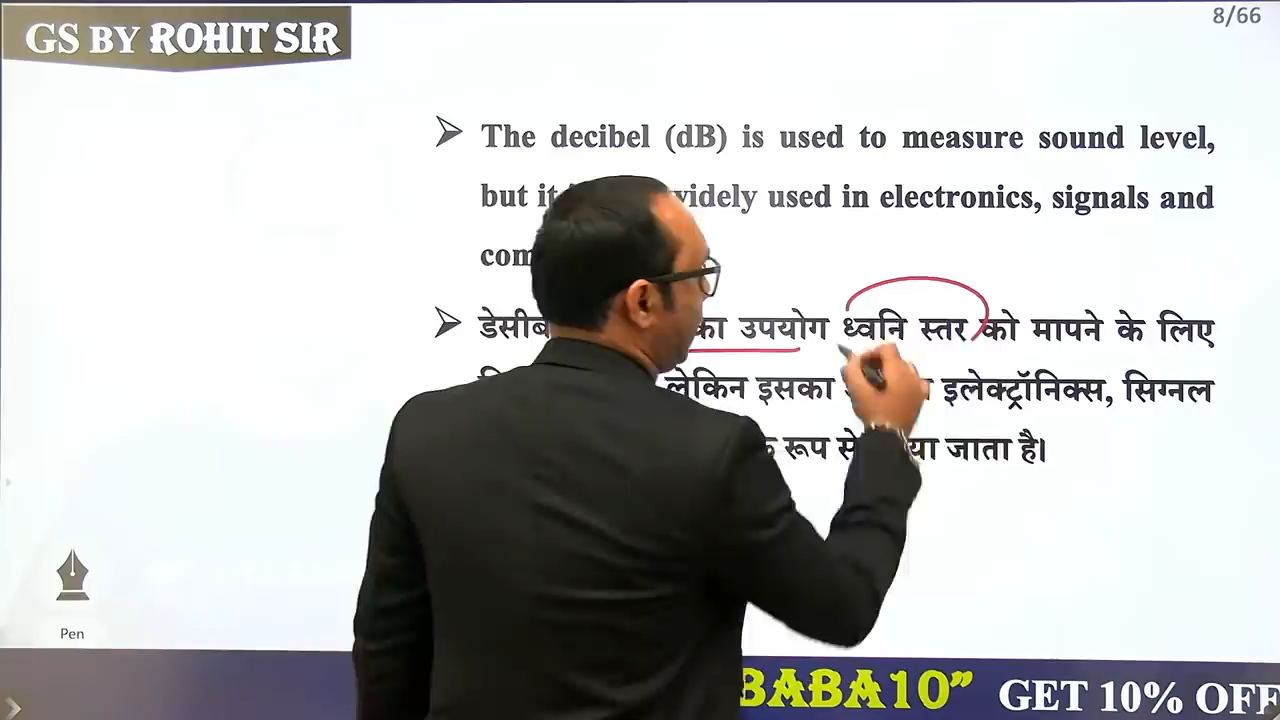 GS BY ROHIT SIR
8/66
The decibel (dB) is used to measure sound level,
but it widely used in electronics, signals and
डेसीब का उपयोग ध्वनि स्तर को मापने के लिए
लेकिन इसका इलेक्ट्रॉनिक्स, सिग्नल
रूप से जाता है।
Pen
BABA10” GET 10% OFF